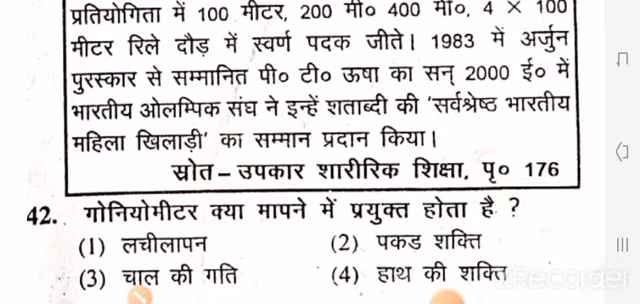 प्रतियोगिता में 100 मीटर, 200 मी० 400 मी०, 4 × 100
मीटर रिले दौड़ में स्वर्ण पदक जीते। 1983 में अर्जुन
पुरस्कार से सम्मानित पी० टी० ऊषा का सन् 2000 ई० में
भारतीय ओलम्पिक संघ ने इन्हें शताब्दी की 'सर्वश्रेष्ठ भारतीय
महिला खिलाड़ी' का सम्मान प्रदान किया।
स्रोत – उपकार शारीरिक शिक्षा, पृ० 176
42. गोनियोमीटर क्या मापने में प्रयुक्त होता है ?
(1) लचीलापन (2) पकड़ शक्ति
(3) चाल की गति (4) हाथ की शक्ति
XRecorder